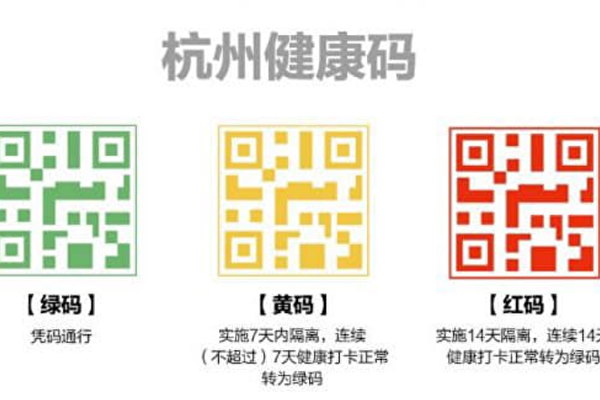 杭州健康码
【绿码】
凭码通行
【黄码】
实施7天内隔离，连续
（不超过）7天健康打卡正常
转为绿码
【红码】
实施14天隔离，连续14天
健康打卡正常转为绿码